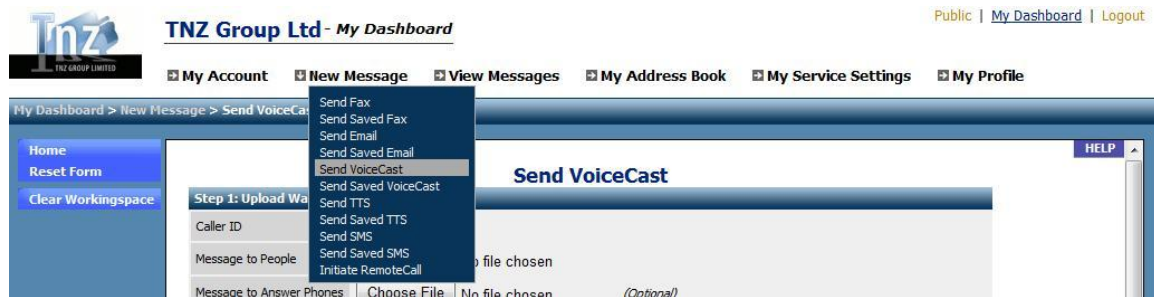 Tnz
TNZ GROUP LIMITED
TNZ Group Ltd - My Dashboard
Public | My Dashboard | Logout
My Account New Message View Messages My Address Book My Service Settings My Profile
My Dashboard > New Message > Send VoiceCas
Send Fax
Send Saved Fax
Send Email
Send Saved Email
Send VoiceCast
Send Saved VoiceCast
Send TTS
Send Saved TTS
Send SMS
Send Saved SMS
Initiate RemoteCall
Home
Reset Form
Clear Workingspace
HELP
Send VoiceCast
Step 1: Upload Wa
Caller ID
Message to People o file chosen
Message to Answer Phones Choose File No file chosen (Optional)